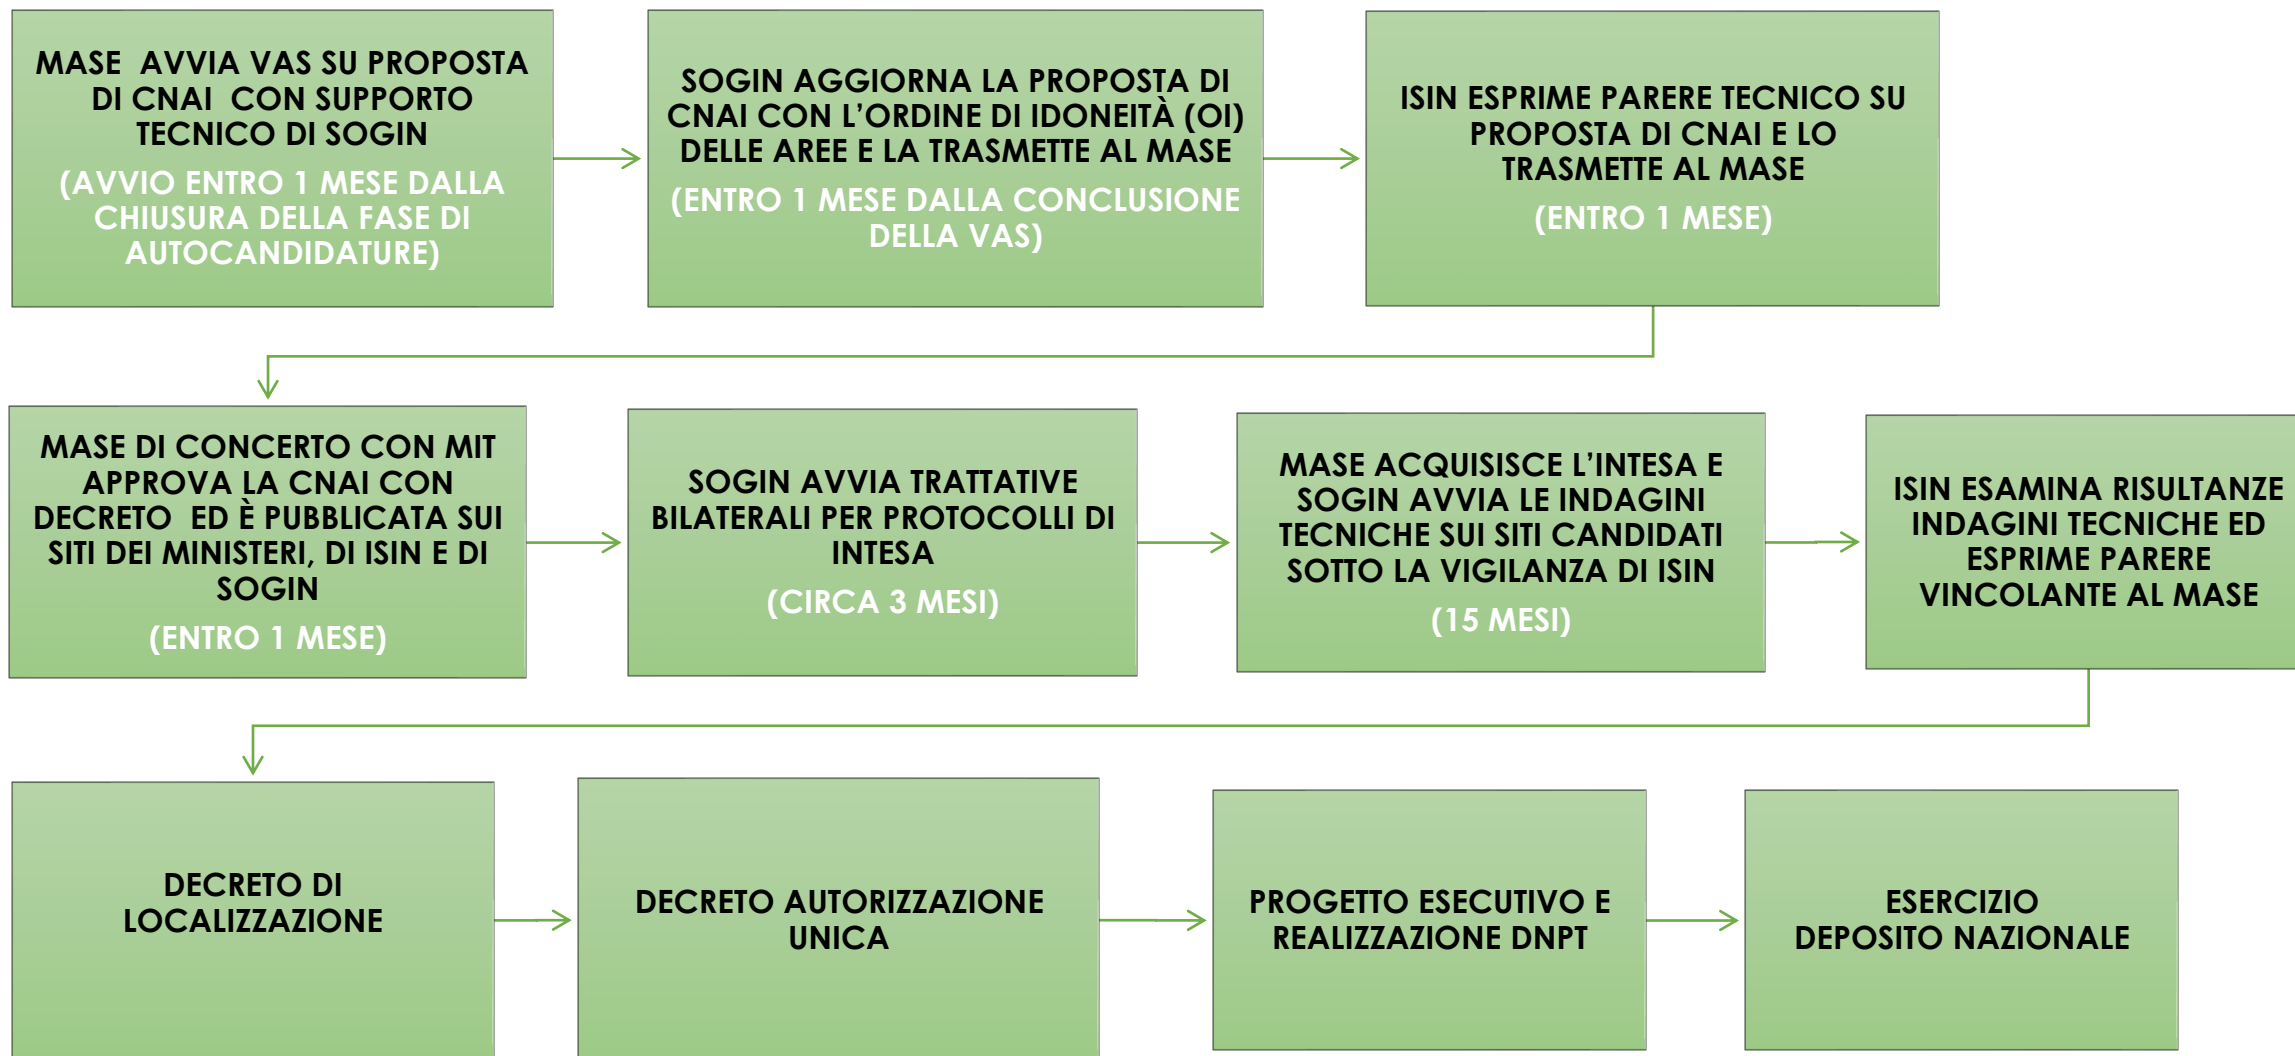 MASE AVVIA VAS SU PROPOSTA
DI CNAI CON SUPPORTO
TECNICO DI SOGIN
(AVVIO ENTRO 1 MESE DALLA
CHIUSURA DELLA FASE DI
AUTOCANDIDATURE)
SOGIN AGGIORNA LA PROPOSTA DI
CNAI CON L'ORDINE DI IDONEITÀ (OI)
DELLE AREE E LA TRASMETTE AL MASE
(ENTRO 1 MESE DALLA CONCLUSIONE
DELLA VAS)
ISIN ESPRIME PARERE TECNICO SU
PROPOSTA DI CNAI E LO
TRASMETTE AL MASE
(ENTRO 1 MESE)
MASE DI CONCERTO CON MIT
APPROVA LA CNAI CON
DECRETO ED È PUBBLICATA SUI
SITI DEI MINISTERI, DI ISIN E DI
SOGIN
(ENTRO 1 MESE)
SOGIN AVVIA TRATTATIVE
BILATERALI PER PROTOCOLLI DI
INTESA
(CIRCA 3 MESI)
MASE ACQUISISCE L'INTESA E
SOGIN AVVIA LE INDAGINI
TECNICHE SUI SITI CANDIDATI
SOTTO LA VIGILANZA DI ISIN
(15 MESI)
ISIN ESAMINA RISULTANZE
INDAGINI TECNICHE ED
ESPRIME PARERE
VINCOLANTE AL MASE
DECRETO DI
LOCALIZZAZIONE
DECRETO AUTORIZZAZIONE
UNICA
PROGETTO ESECUTIVO E
REALIZZAZIONE DNPT
ESERCIZIO
DEPOSITO NAZIONALE